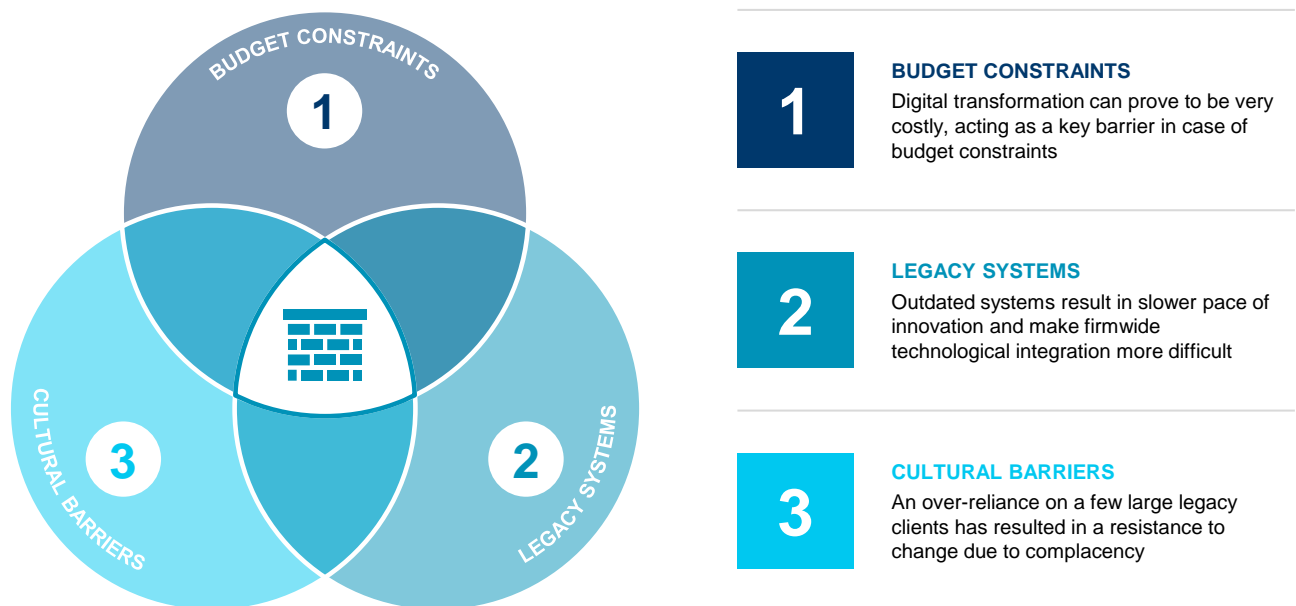 BUDGET CONSTRAINTS
1
CULTURAL BARRIERS
3
2
LEGACY SYSTEMS
1
BUDGET CONSTRAINTS
Digital transformation can prove to be very
costly, acting as a key barrier in case of
budget constraints
2
LEGACY SYSTEMS
Outdated systems result in slower pace of
innovation and make firmwide
technological integration more difficult
3
CULTURAL BARRIERS
An over-reliance on a few large legacy
clients has resulted in a resistance to
change due to complacency